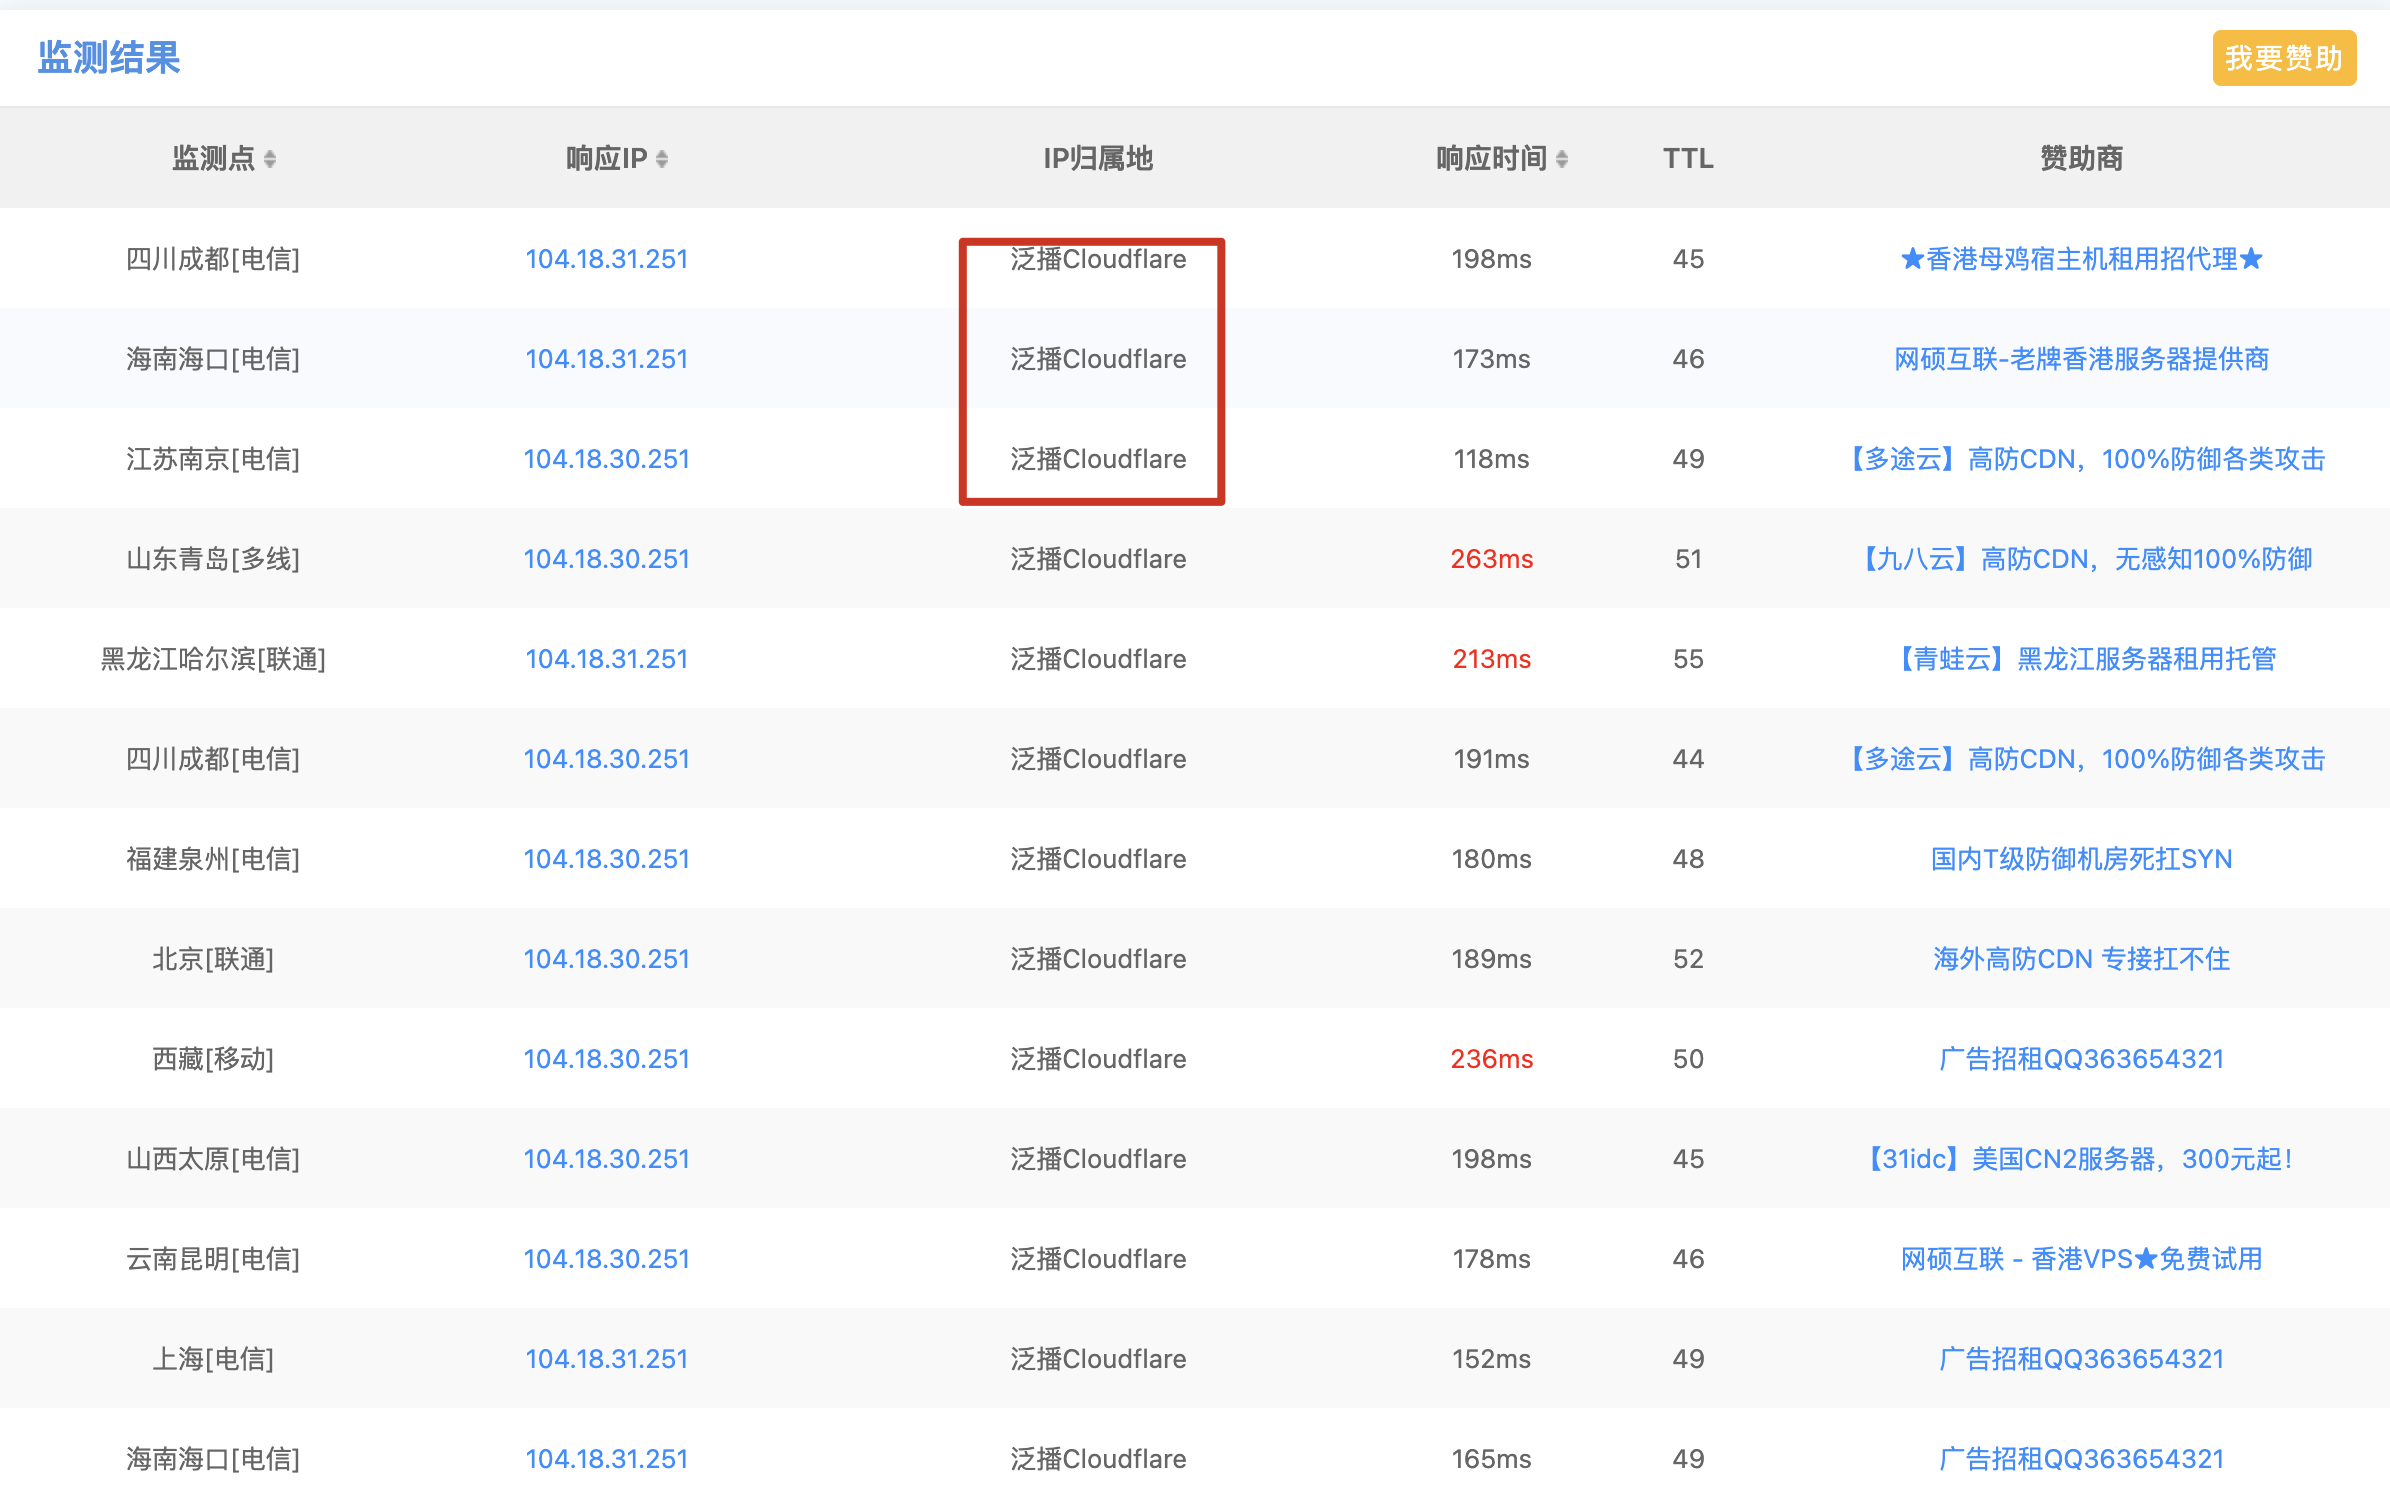 监测结果
我要赞助
监测点 响应IP IP归属地 响应时间 TTL 赞助商
四川成都[电信] 104.18.31.251 泛播Cloudflare 198ms 45 ★香港母鸡宿主机租用招代理★
海南海口[电信] 104.18.31.251 泛播Cloudflare 173ms 46 网硕互联-老牌香港服务器提供商
江苏南京[电信] 104.18.30.251 泛播Cloudflare 118ms 49 【多途云】高防CDN，100%防御各类攻击
山东青岛[多线] 104.18.30.251 泛播Cloudflare 263ms 51 【九八云】高防CDN，无感知100%防御
黑龙江哈尔滨[联通] 104.18.31.251 泛播Cloudflare 213ms 55 【青蛙云】黑龙江服务器租用托管
四川成都[电信] 104.18.30.251 泛播Cloudflare 191ms 44 【多途云】高防CDN，100%防御各类攻击
福建泉州[电信] 104.18.30.251 泛播Cloudflare 180ms 48 国内T级防御机房死扛SYN
北京[联通] 104.18.30.251 泛播Cloudflare 189ms 52 海外高防CDN 专接扛不住
西藏[移动] 104.18.30.251 泛播Cloudflare 236ms 50 广告招租QQ363654321
山西太原[电信] 104.18.30.251 泛播Cloudflare 198ms 45 【31idc】美国CN2服务器，300元起！
云南昆明[电信] 104.18.30.251 泛播Cloudflare 178ms 46 网硕互联 - 香港VPS★免费试用
上海[电信] 104.18.31.251 泛播Cloudflare 152ms 49 广告招租QQ363654321
海南海口[电信] 104.18.31.251 泛播Cloudflare 165ms 49 广告招租QQ363654321